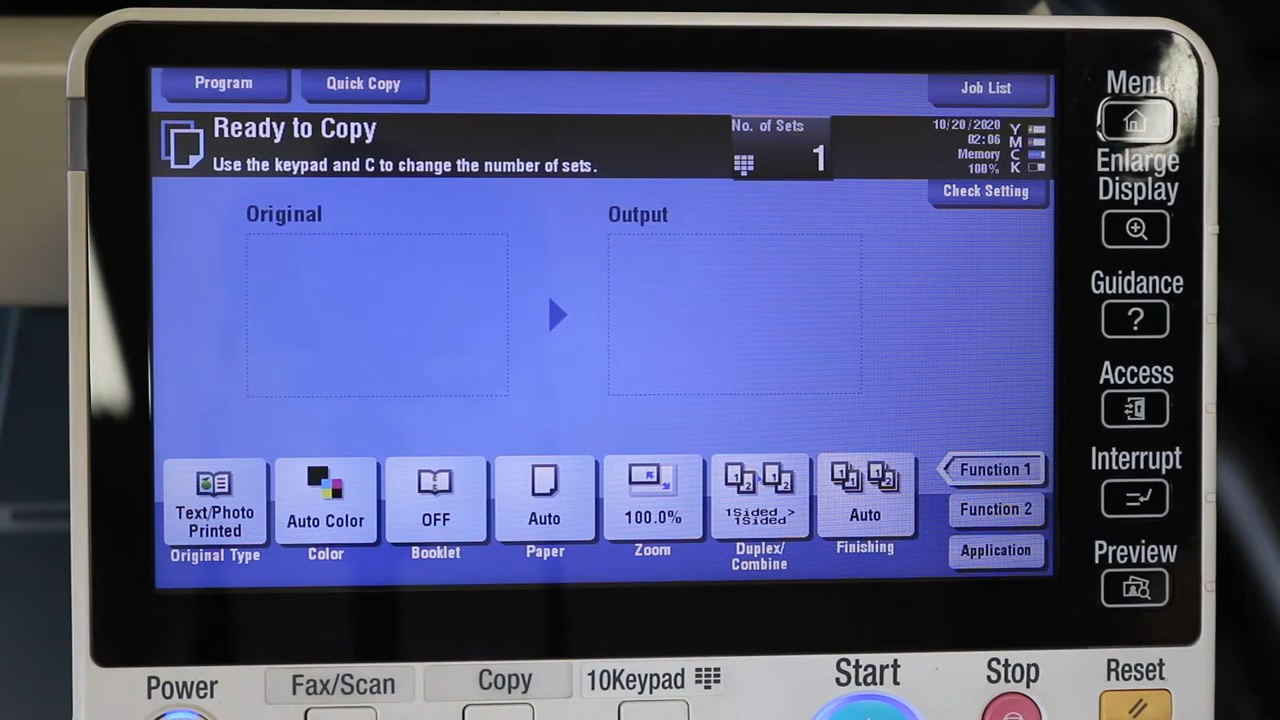 Program
Quick Copy
Job List
Ready to Copy
Use the keypad and C to change the number of sets.
No. of Sets
1
10/20/2020
02:06
Memory
100%
Y
M
C
K
Check Setting
Original
Output
Text/Photo
Printed
Original Type
Auto Color
Color
OFF
Booklet
Auto
Paper
100.0%
Zoom
1Sided >
1Sided
Duplex/
Combine
Auto
Finishing
Function 1
Function 2
Application
Menu
Enlarge
Display
Guidance
?
Access
Interrupt
Preview
Power
Fax/Scan
Copy
10Keypad
Start
Stop
Reset